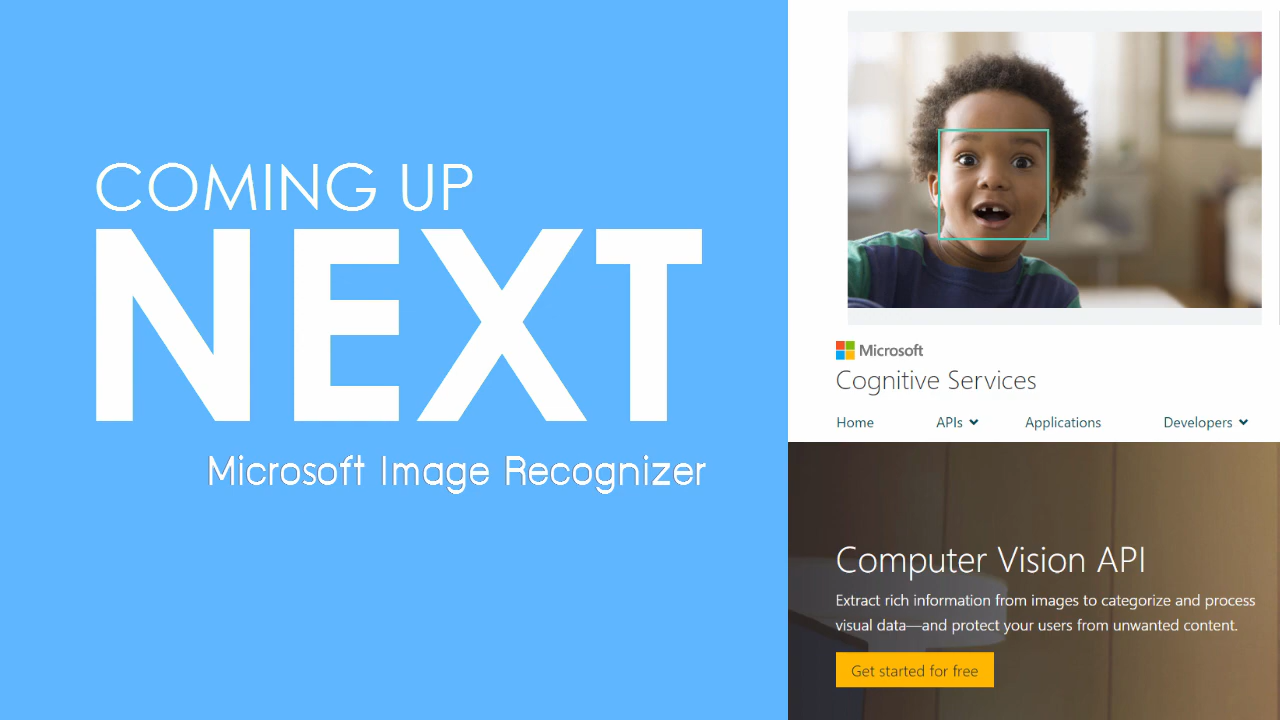 COMING UP
NEXT
Microsoft Image Recognizer
Microsoft
Cognitive Services
Home APIs Applications Developers
Computer Vision API
Extract rich information from images to categorize and process
visual data—and protect your users from unwanted content.
Get started for free